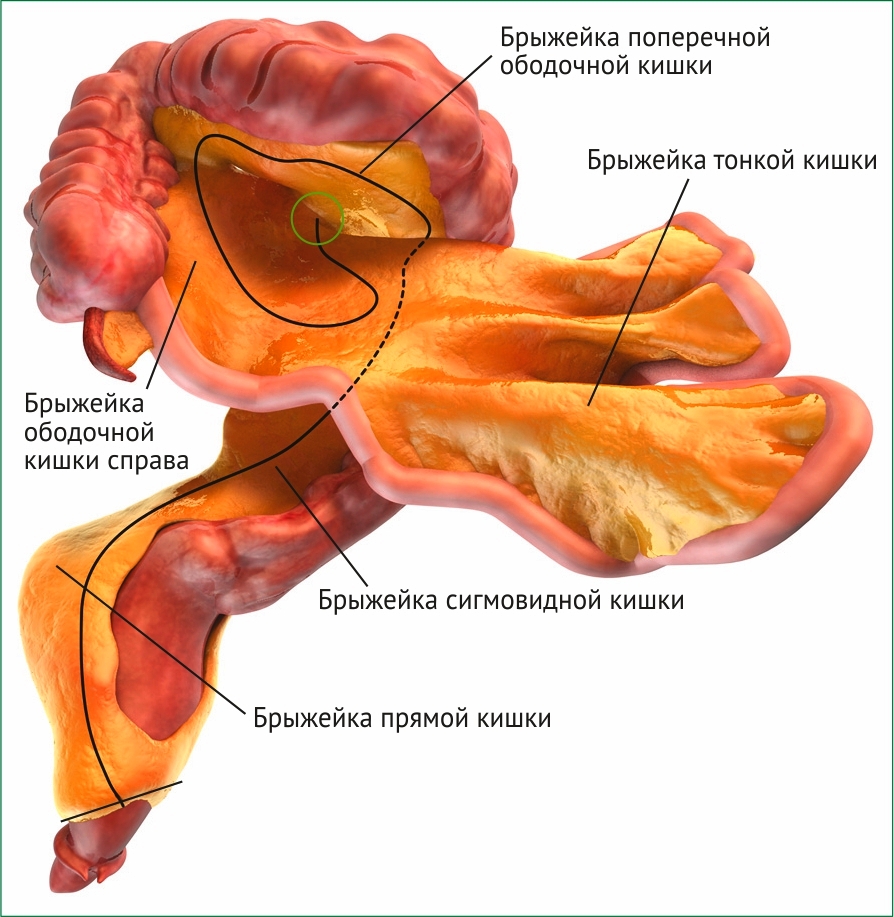 Брыжейка поперечной
ободочной кишки
Брыжейка тонкой кишки
Брыжейка
ободочной
кишки справа
Брыжейка сигмовидной кишки
Брыжейка прямой кишки